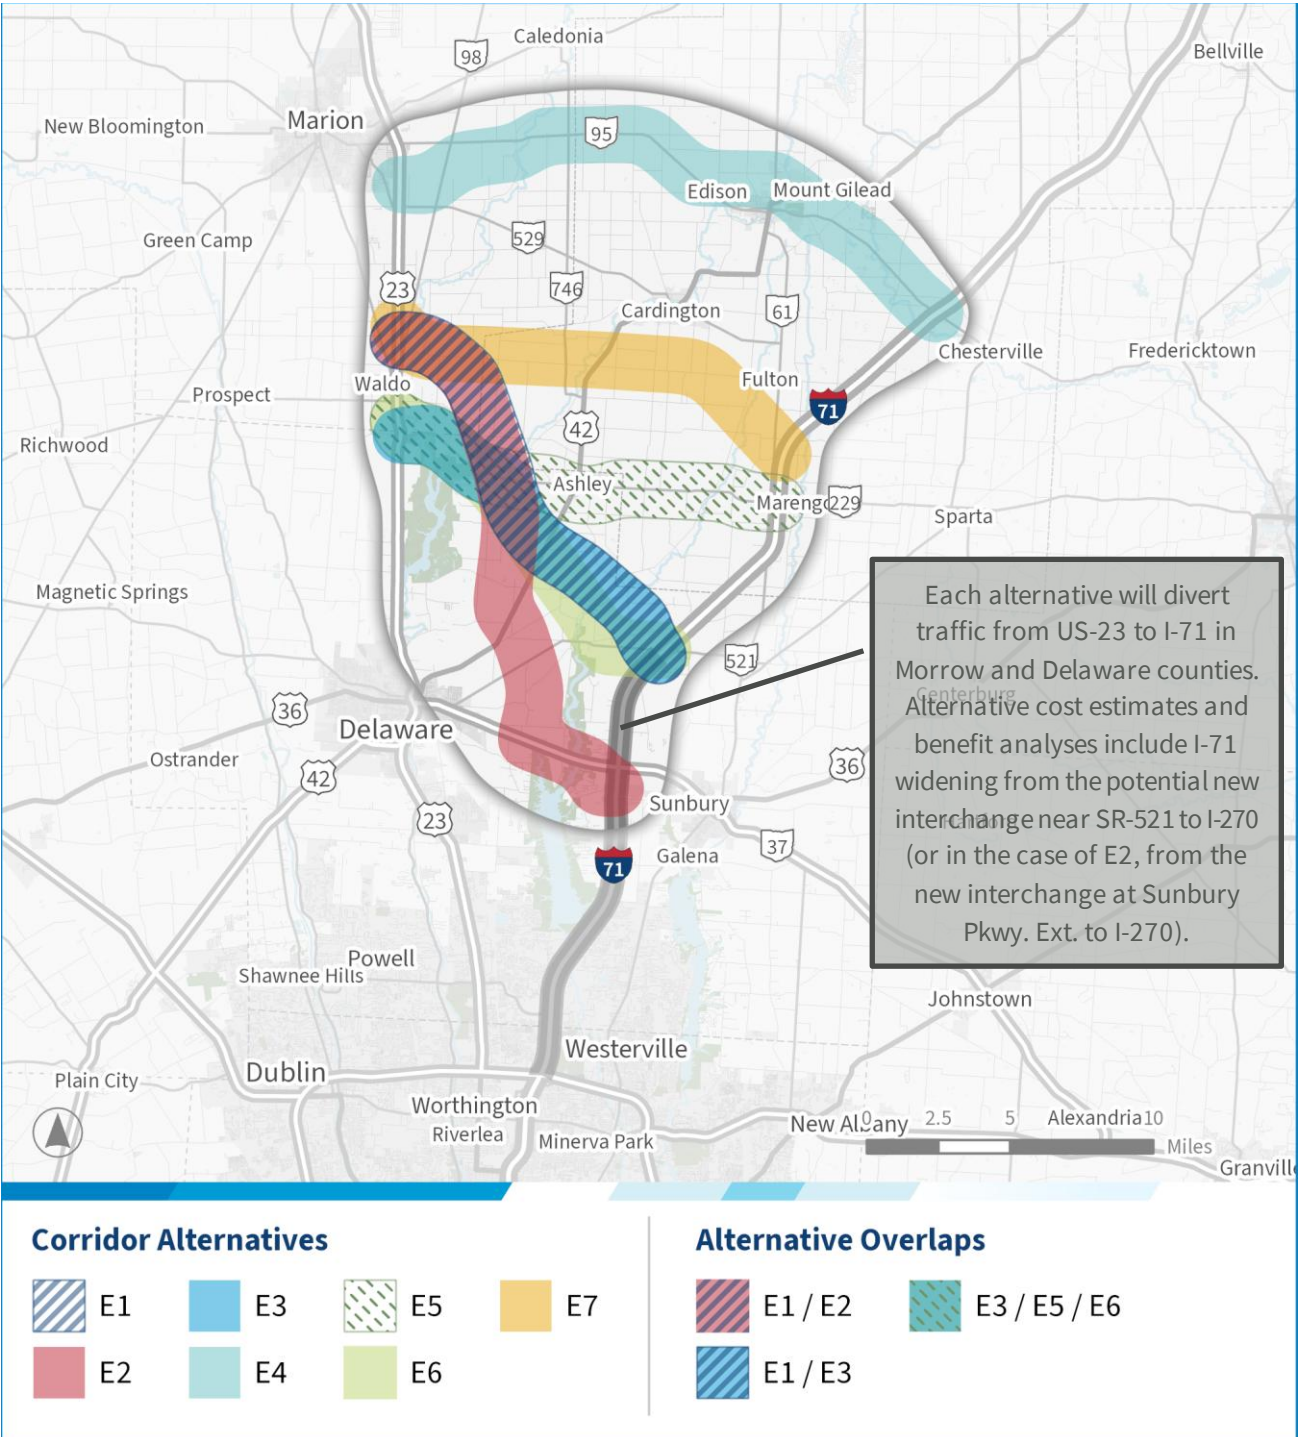 Caledonia
98
Bellville
Marion
New Bloomington
95
Edison
Mount Gilead
529
Green Camp
23
746
Cardington
61
Chesterville
Fredericktown
Waldo
Fulton
Prospect
71
42
Richwood
Ashley
Marengo
229
Sparta
Magnetic Springs
Each alternative will divert
traffic from US-23 to I-71 in
Morrow and Delaware counties.
Alternative cost estimates and
benefit analyses include I-71
widening from the potential new
interchange near SR-521 to I-270
(or in the case of E2, from the
new interchange at Sunbury
Pkwy. Ext. to I-270).
Centerburg
521
36
Delaware
Ostrander
42
36
Sunbury
23
37
Galena
71
Powell
Shawnee Hills
Johnstown
Westerville
Dublin
Plain City
Worthington
Riverlea
Minerva Park
New Albany
Alexandria
0 2.5 5 10
Miles
Granville
Corridor Alternatives
E1 E3 E5 E7
E2 E4 E6
Alternative Overlaps
E1 / E2 E3 / E5 / E6
E1 / E3